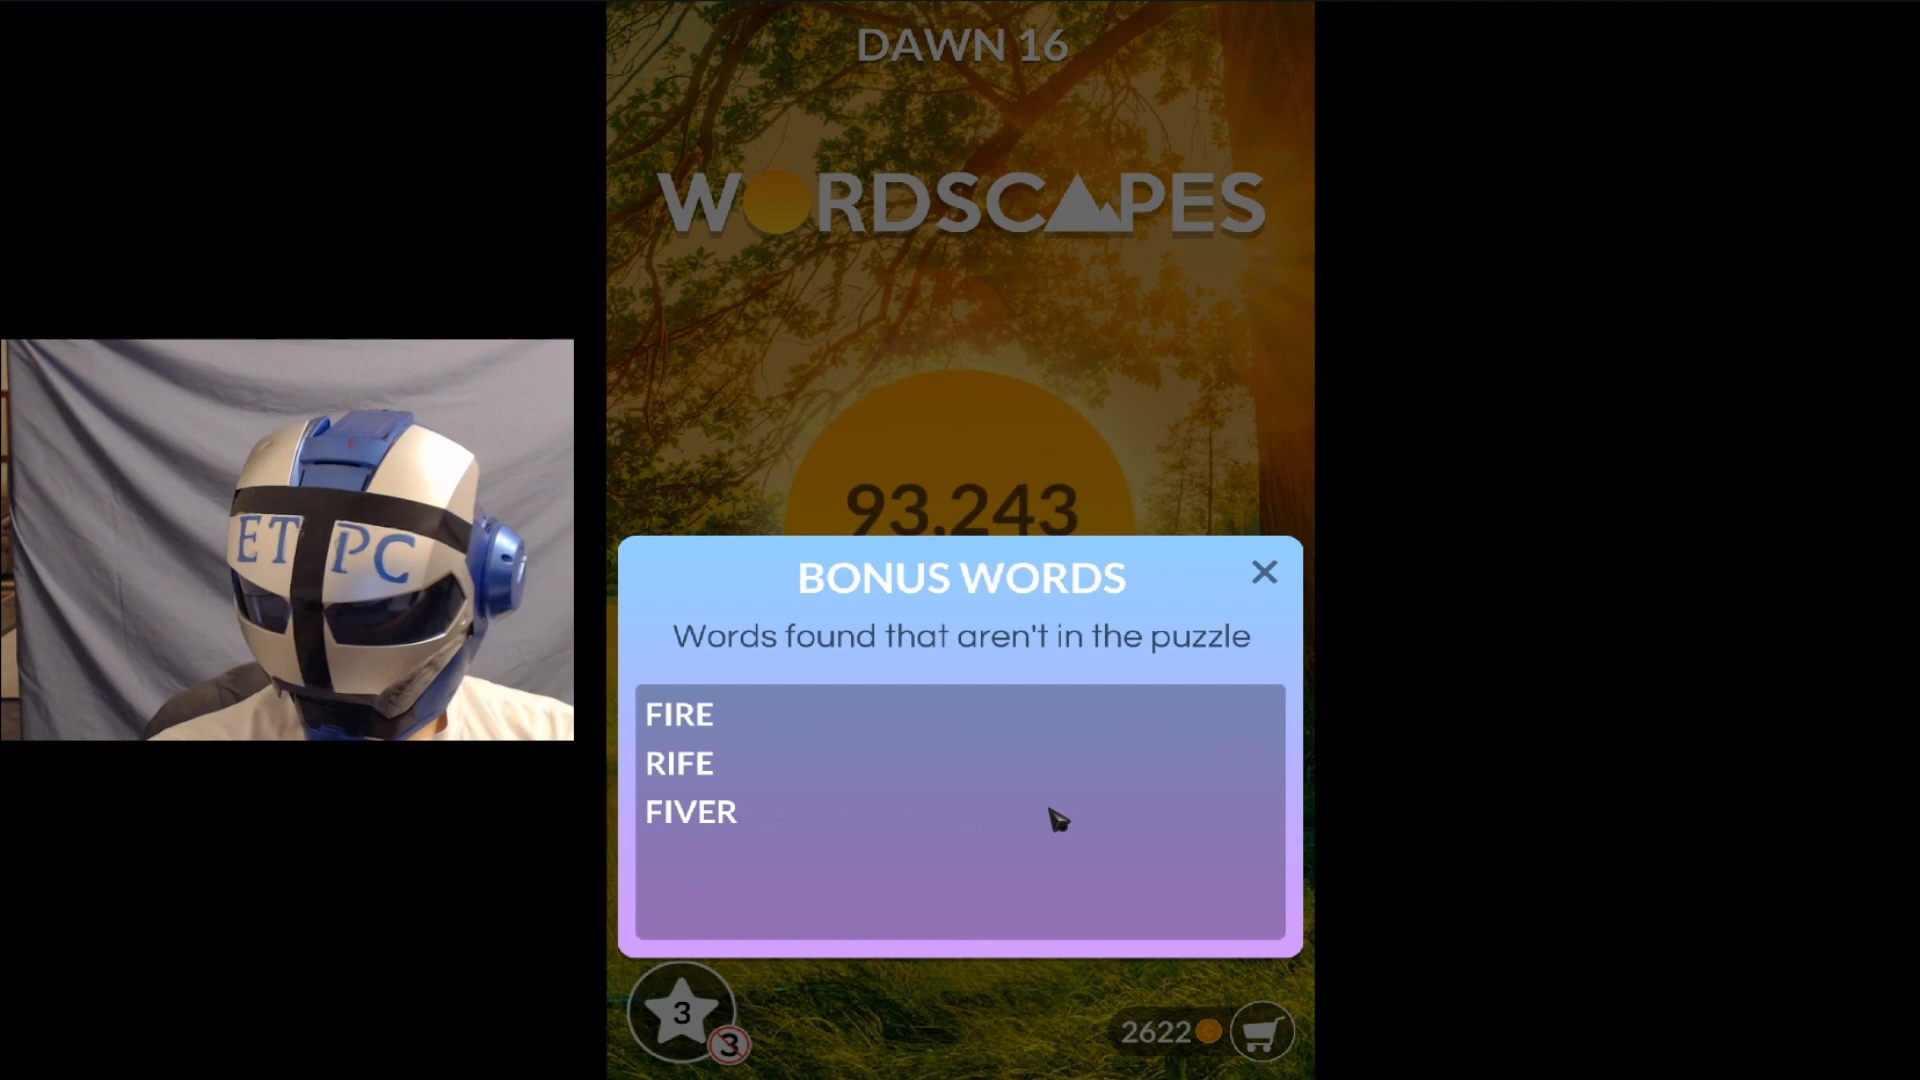 DAWN 16
WORDSCAPES
93,243
BONUS WORDS
Words found that aren't in the puzzle
FIRE
RIFE
FIVER
ET PC
3
3
2622